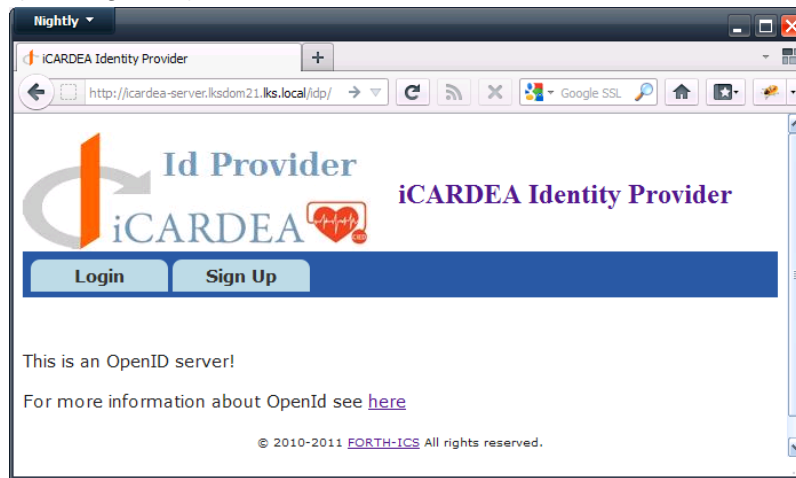 Nightly
iCARDEA Identity Provider
http://icardea-server.lksdom21.lks.local/idp/
Google SSL
Id Provider
iCARDEA
iCARDEA Identity Provider
Login
Sign Up
This is an OpenID server!
For more information about OpenId see here
© 2010-2011 FORTH-ICS All rights reserved.